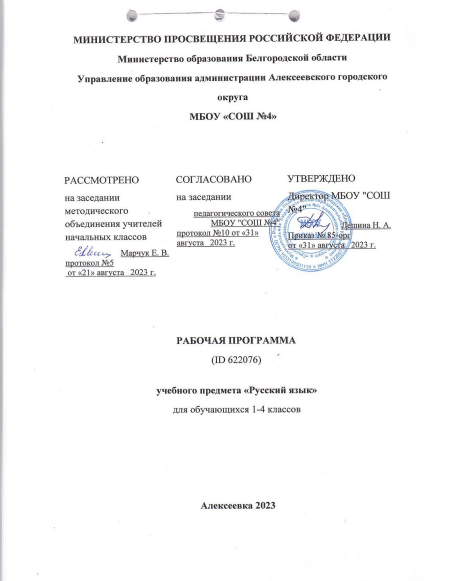 МИНИСТЕРСТВО ПРОСВЕЩЕНИЯ РОССИЙСКОЙ ФЕДЕРАЦИИ
Министерство образования Белгородской области
Управление образования администрации Алексеевского городского
округа
МБОУ «СОШ №4»
РАССМОТРЕНО
на заседании
методического
объединения учителей
начальных классов
Марчук Е. В.
протокол №5
от «21» августа 2023 г.
СОГЛАСОВАНО
на заседании
педагогического совета
МБОУ "СОШ №4"
протокол №10 от «31»
августа 2023 г.
УТВЕРЖДЕНО
Директор МБОУ "СОШ
№4"
Дешина Н. А.
Приказ № 85-орг
от «31» августа 2023 г.
РАБОЧАЯ ПРОГРАММА
(ID 622076)
учебного предмета «Русский язык»
для обучающихся 1-4 классов
Алексеевка 2023